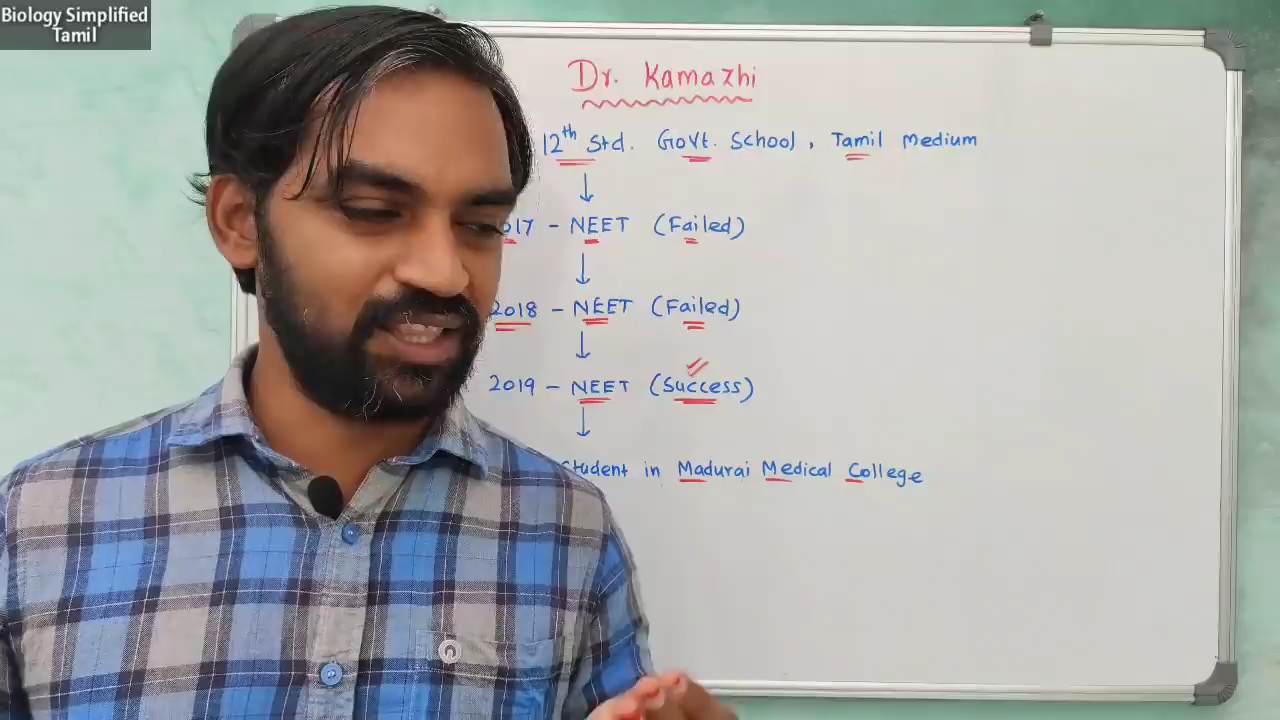 Biology Simplified
Tamil
Dr. Kamazhi
12th Std. Govt. School, Tamil Medium
↓
2017 - NEET (Failed)
↓
2018 - NEET (Failed)
↓
2019 - NEET (Success)
↓
Student in Madurai Medical College